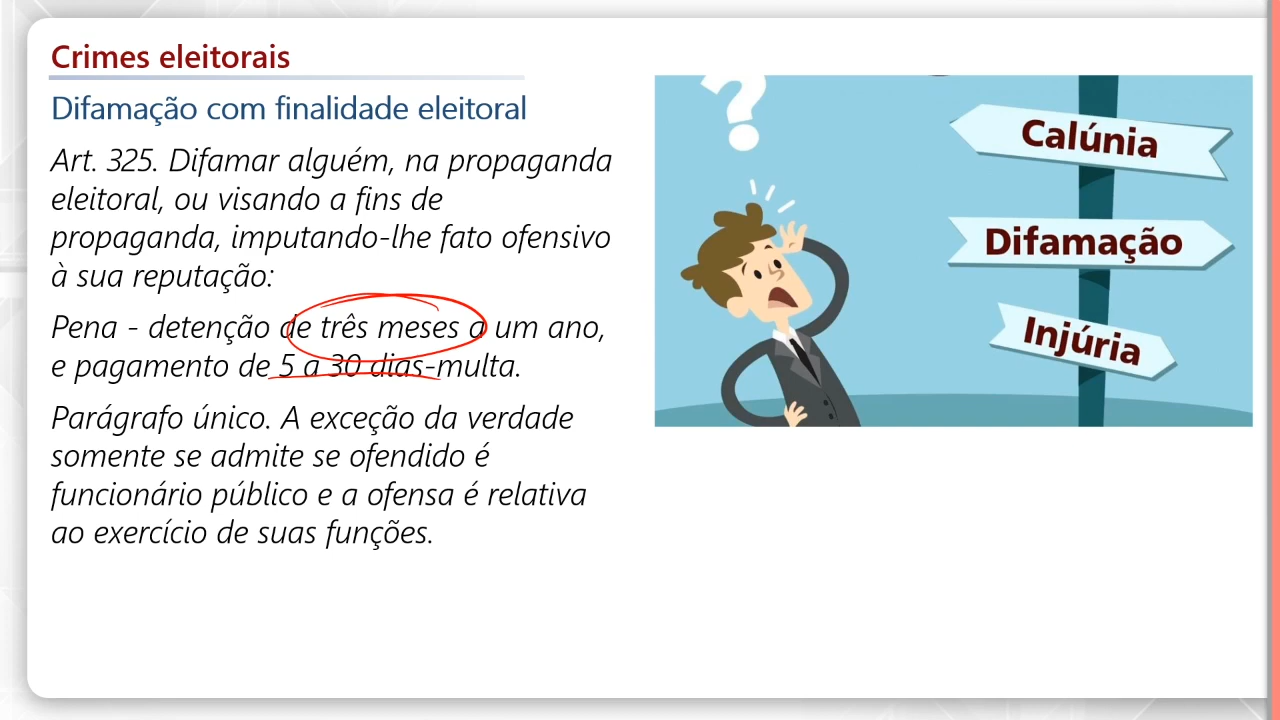 Crimes eleitorais
Difamação com finalidade eleitoral
Art. 325. Difamar alguém, na propaganda
eleitoral, ou visando a fins de
propaganda, imputando-lhe fato ofensivo
à sua reputação:
Pena - detenção de três meses a um ano,
e pagamento de 5 a 30 dias-multa.
Parágrafo único. A exceção da verdade
somente se admite se ofendido é
funcionário público e a ofensa é relativa
ao exercício de suas funções.
?
Calúnia
Difamação
Injúria